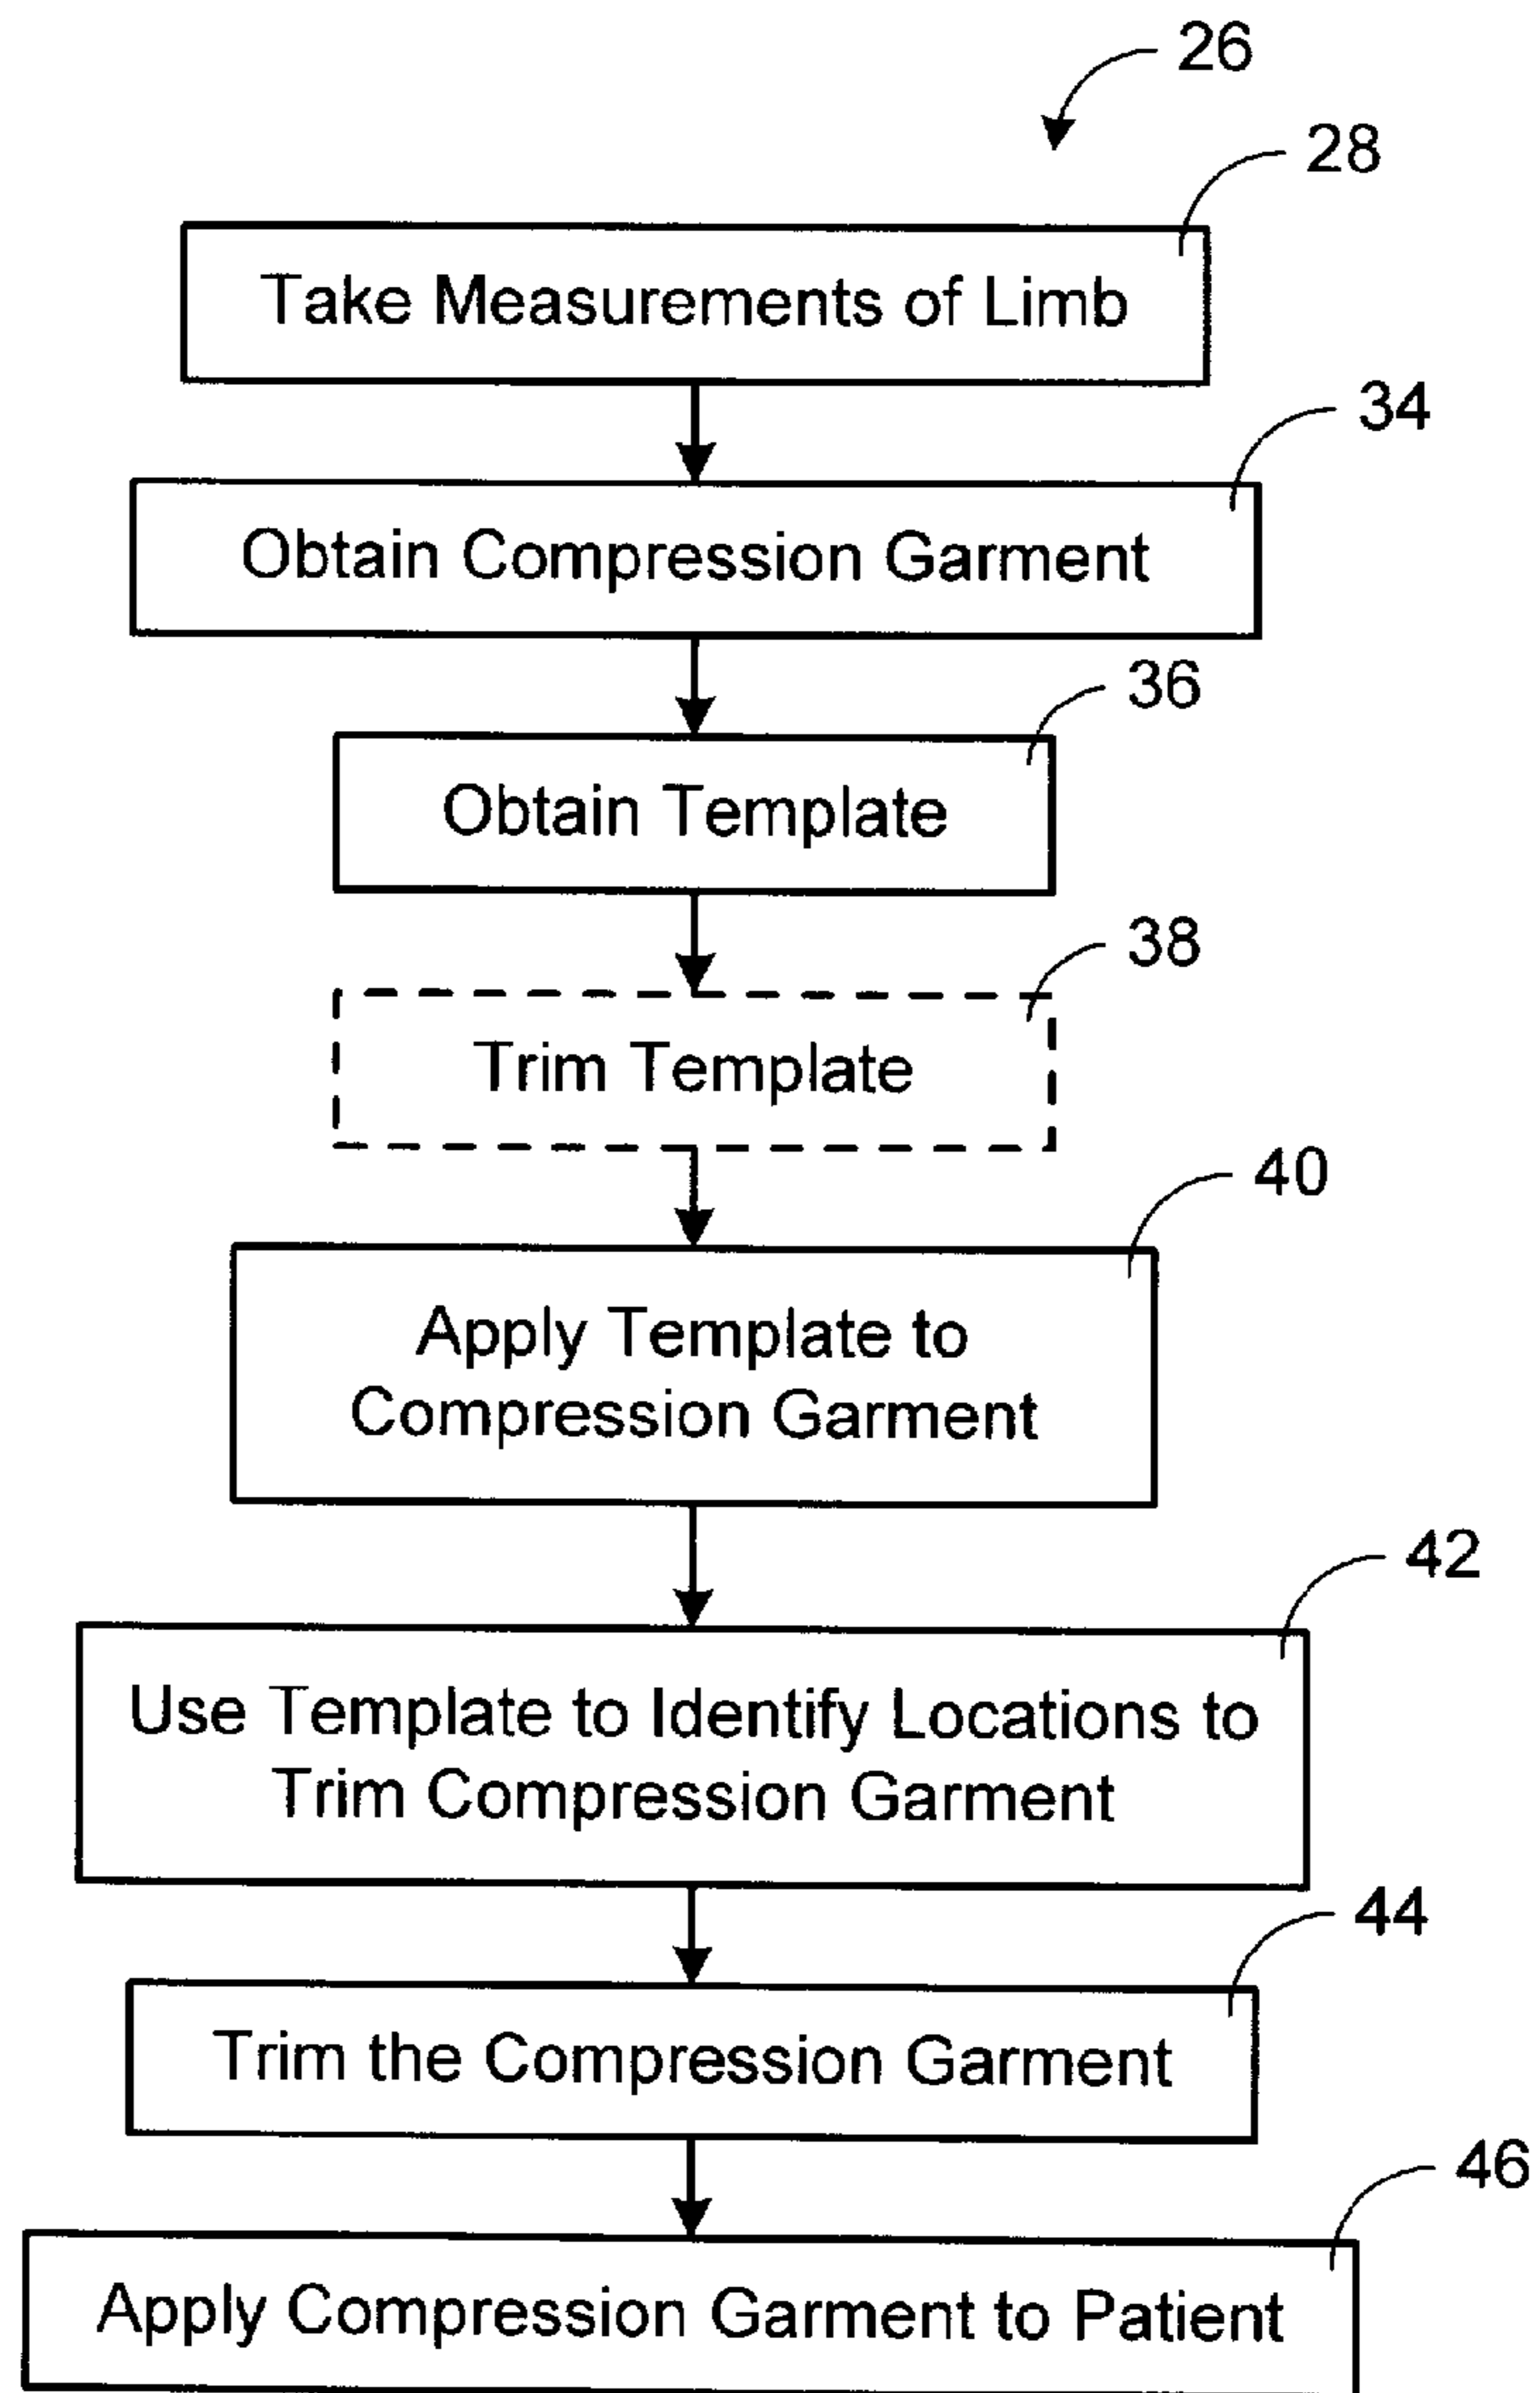 26
28
Take Measurements of Limb
34
Obtain Compression Garment
36
Obtain Template
38
Trim Template
40
Apply Template to
Compression Garment
42
Use Template to Identify Locations to
Trim Compression Garment
44
Trim the Compression Garment
46
Apply Compression Garment to Patient